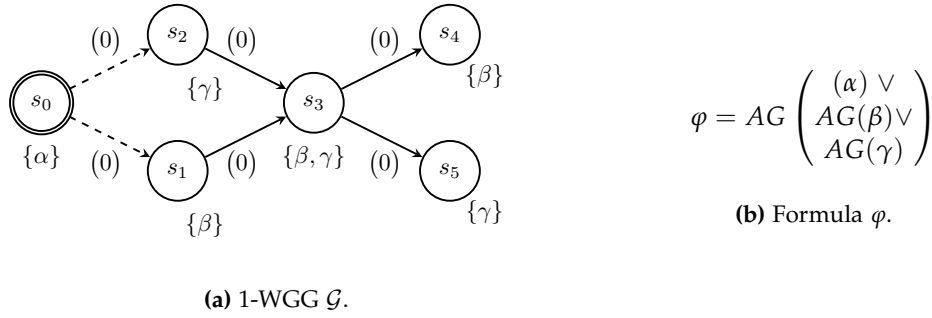 s₂
(0) (0) (0)
s₄
{γ} {β}
s₀
s₃
{α} {β, γ}
(0) (0) (0)
s₁
s₅
{β} {γ}
(a) 1-WGG 𝒢.
(α) ∨
φ = AG ( AG(β)∨ )
AG(γ)
(b) Formula φ.